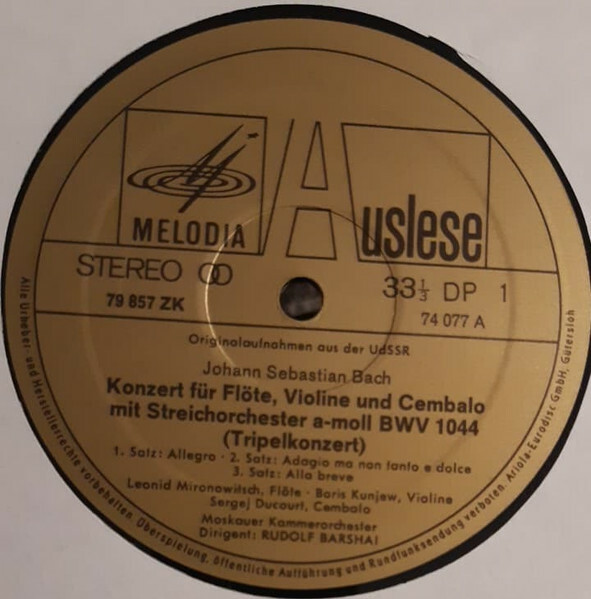 MELODIA
Auslese
STEREO
33⅓ DP 1
79 857 ZK
74 077 A
Originalaufnahmen aus der UdSSR
Johann Sebastian Bach
Konzert für Flöte, Violine und Cembalo
mit Streichorchester a-moll BWV 1044
(Tripelkonzert)
1. Satz: Allegro · 2. Satz: Adagio ma non tanto e dolce
3. Satz: Alla breve
Leonid Mironowitsch, Flöte · Boris Kunjew, Violine
Sergej Ducourt, Cembalo
Moskauer Kammerorchester
Dirigent: RUDOLF BARSHAI
Alle Urheber- und Herstellerrechte vorbehalten. Überspielung, öffentliche Aufführung und Rundfunksendung verboten. Ariola-Eurodisc GmbH, Gütersloh